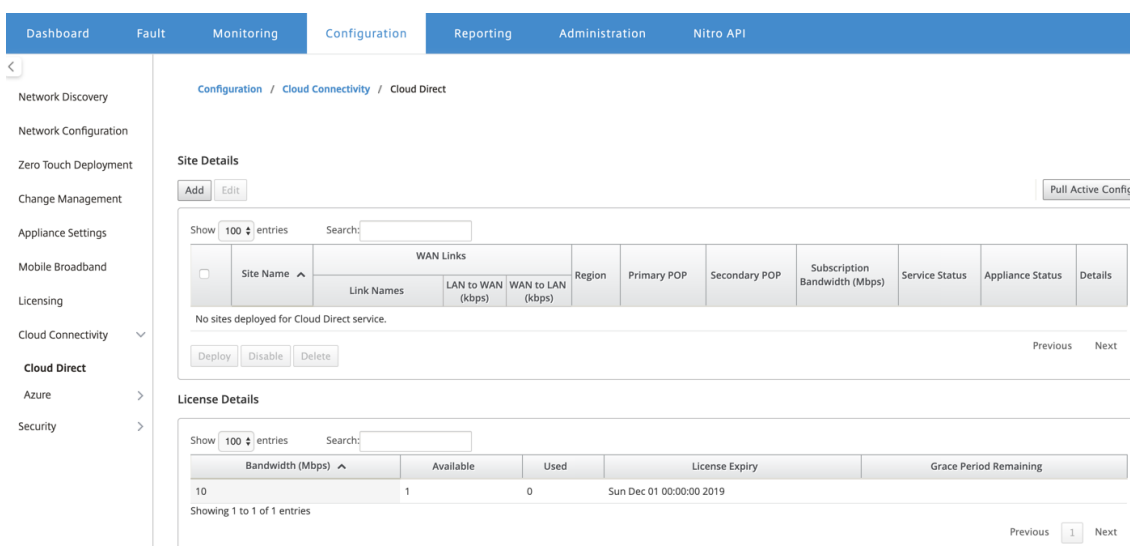 Dashboard Fault Monitoring Configuration Reporting Administration Nitro API
Network Discovery
Network Configuration
Zero Touch Deployment
Change Management
Appliance Settings
Mobile Broadband
Licensing
Cloud Connectivity
Cloud Direct
Azure
Security
Configuration / Cloud Connectivity / Cloud Direct
Site Details
Add Edit Pull Active Config
Show 100 entries Search:
Site Name WAN Links Region Primary POP Secondary POP Subscription Bandwidth (Mbps) Service Status Appliance Status Details
Link Names LAN to WAN (kbps) WAN to LAN (kbps)
No sites deployed for Cloud Direct service.
Previous Next
Deploy Disable Delete
License Details
Show 100 entries Search:
Bandwidth (Mbps) Available Used License Expiry Grace Period Remaining
10 1 0 Sun Dec 01 00:00:00 2019
Showing 1 to 1 of 1 entries
Previous 1 Next